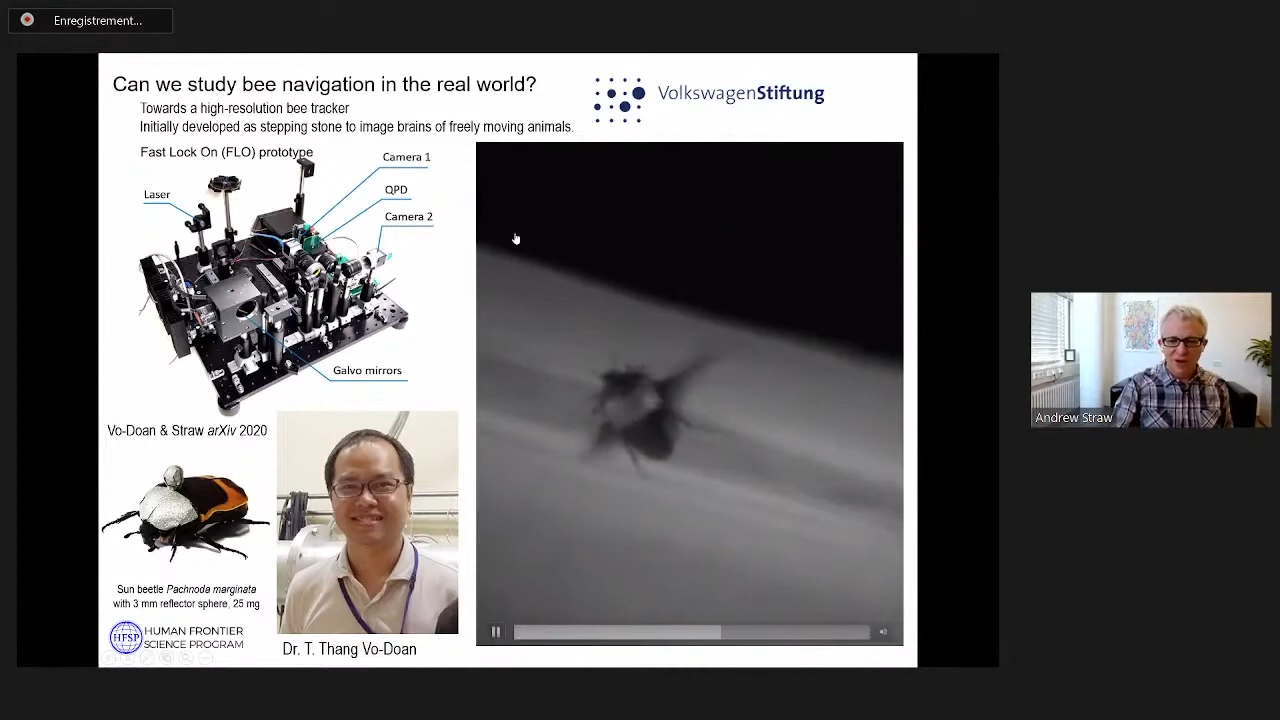 Enregistrement...
Can we study bee navigation in the real world?
Towards a high-resolution bee tracker
Initially developed as stepping stone to image brains of freely moving animals.
VolkswagenStiftung
Fast Lock On (FLO) prototype
Camera 1
Laser
QPD
Camera 2
Galvo mirrors
Vo-Doan & Straw arXiv 2020
Sun beetle Pachnoda marginata
with 3 mm reflector sphere, 25 mg
HFSP HUMAN FRONTIER
SCIENCE PROGRAM
Dr. T. Thang Vo-Doan
Andrew Straw